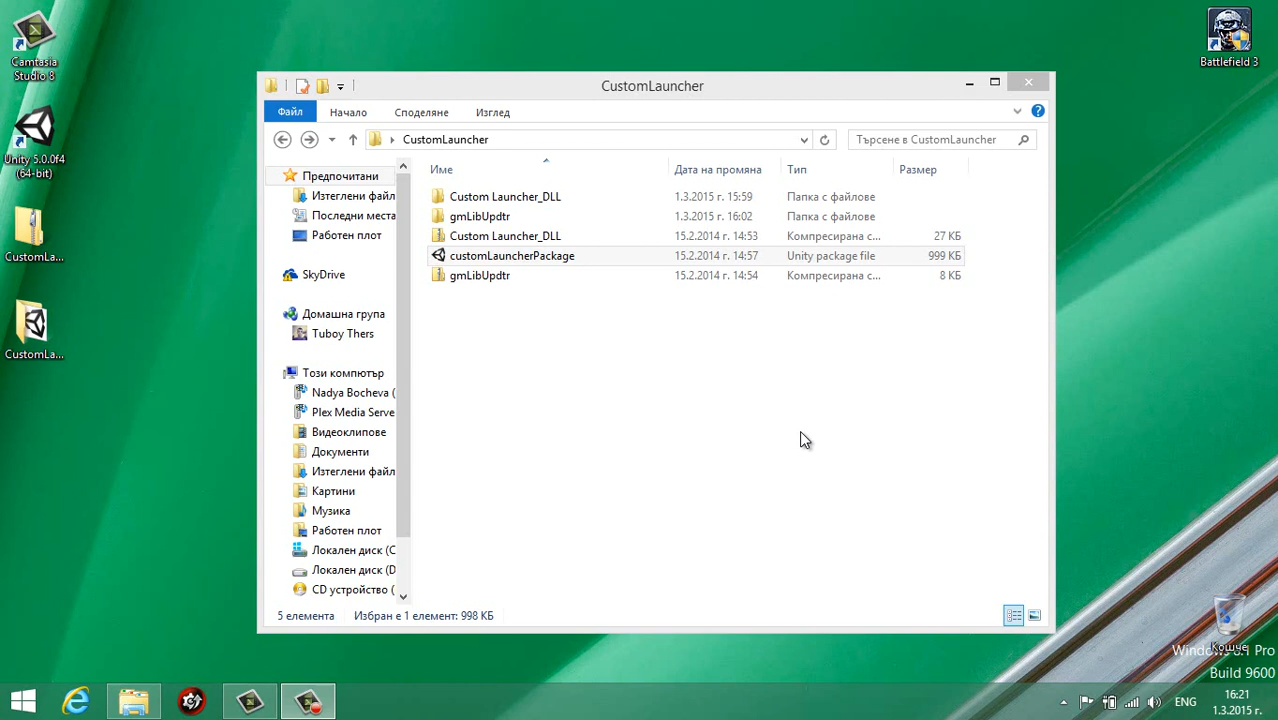 Camtasia
Studio 8
Unity 5.0.0f4
(64-bit)
CustomLa...
CustomLa...
Battlefield 3
CustomLauncher
Файл
Начало
Споделяне
Изглед
CustomLauncher
Търсене в CustomLauncher
Предпочитани
Изтеглени файл
Последни места
Работен плот
SkyDrive
Домашна група
Tuboy Thers
Този компютър
Nadya Bocheva (
Plex Media Serve
Видеоклипове
Документи
Изтеглени файл
Картини
Музика
Работен плот
Локален диск (C
Локален диск (D
CD устройство (
Име Дата на промяна Тип Размер
Custom Launcher_DLL 1.3.2015 г. 15:59 Папка с файлове
gmLibUpdtr 1.3.2015 г. 16:02 Папка с файлове
Custom Launcher_DLL 15.2.2014 г. 14:53 Компресирана с... 27 КБ
customLauncherPackage 15.2.2014 г. 14:57 Unity package file 999 КБ
gmLibUpdtr 15.2.2014 г. 14:54 Компресирана с... 8 КБ
5 елемента Избран е 1 елемент: 998 КБ
Кошче
Windows 8.1 Pro
Build 9600
ENГ
16:21
1.3.2015 г.